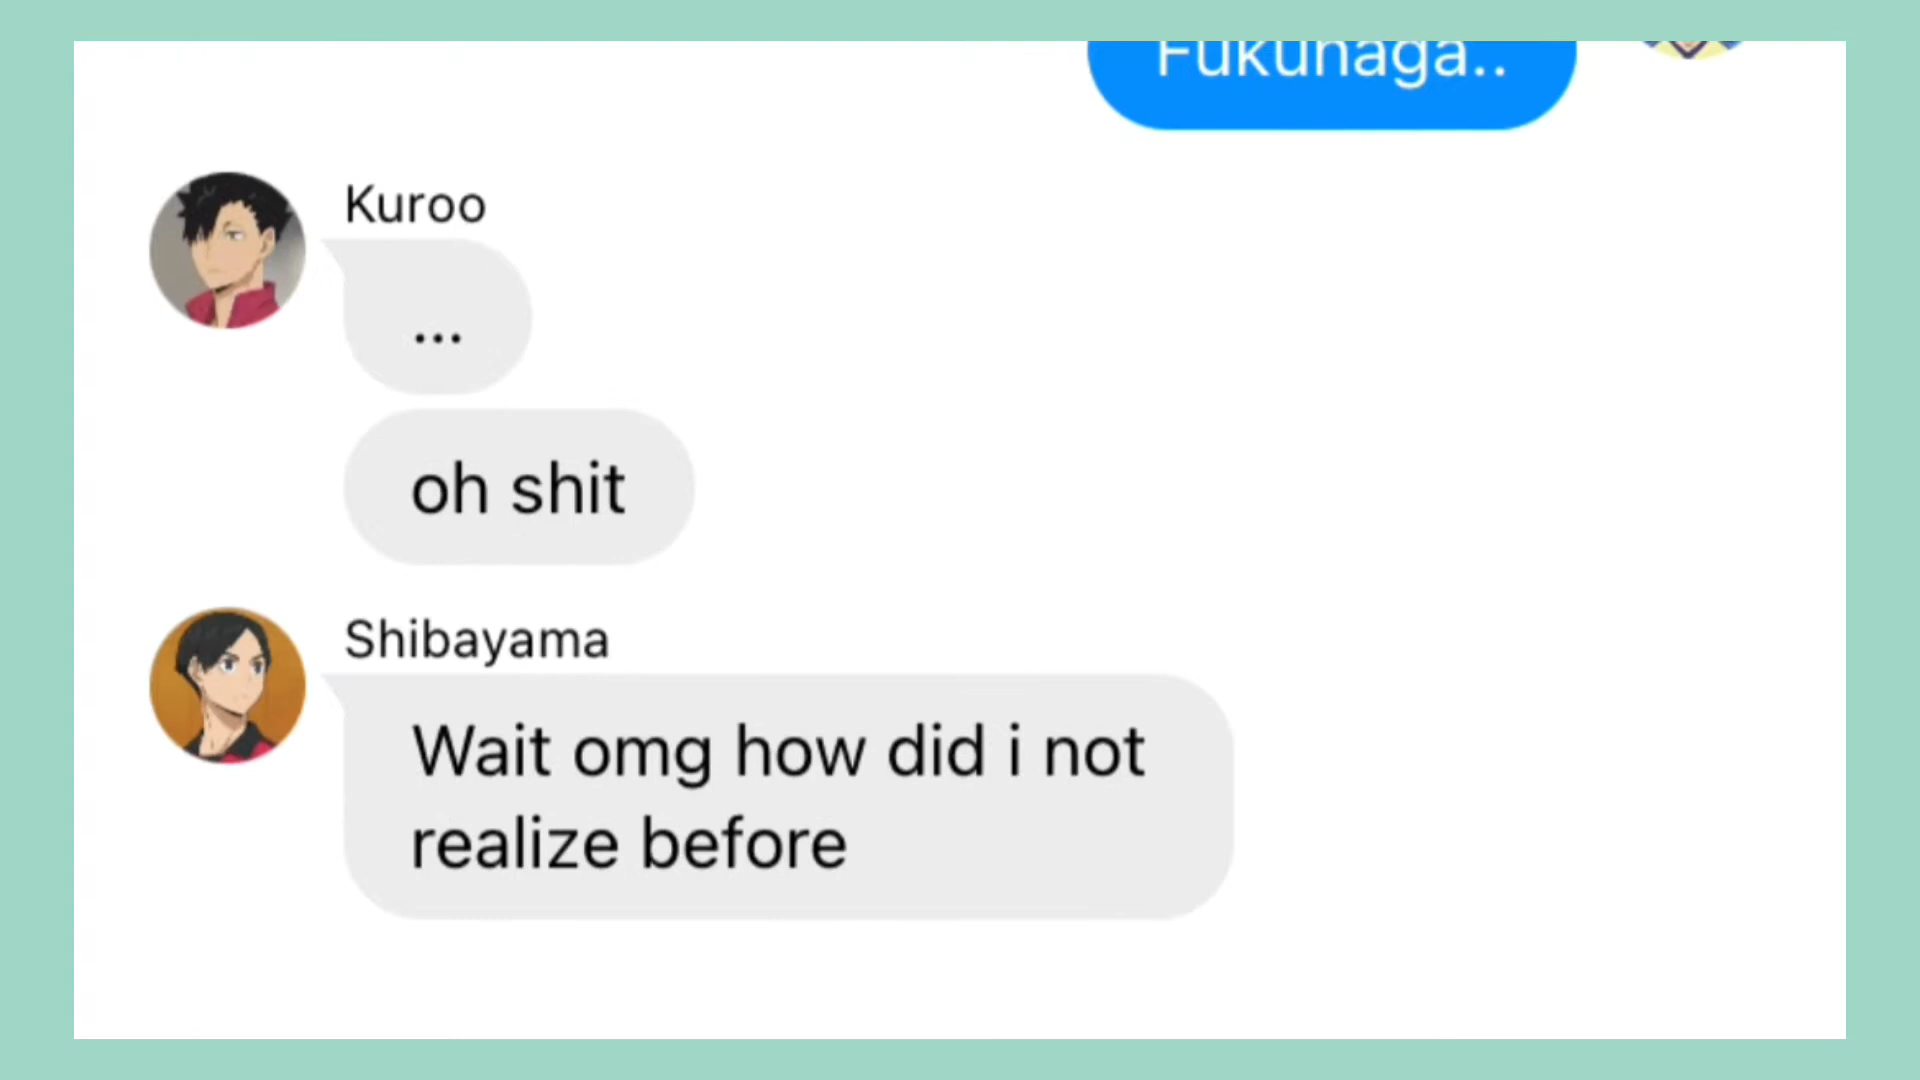 Fukunaga..
Kuroo
...
oh shit
Shibayama
Wait omg how did i not
realize before